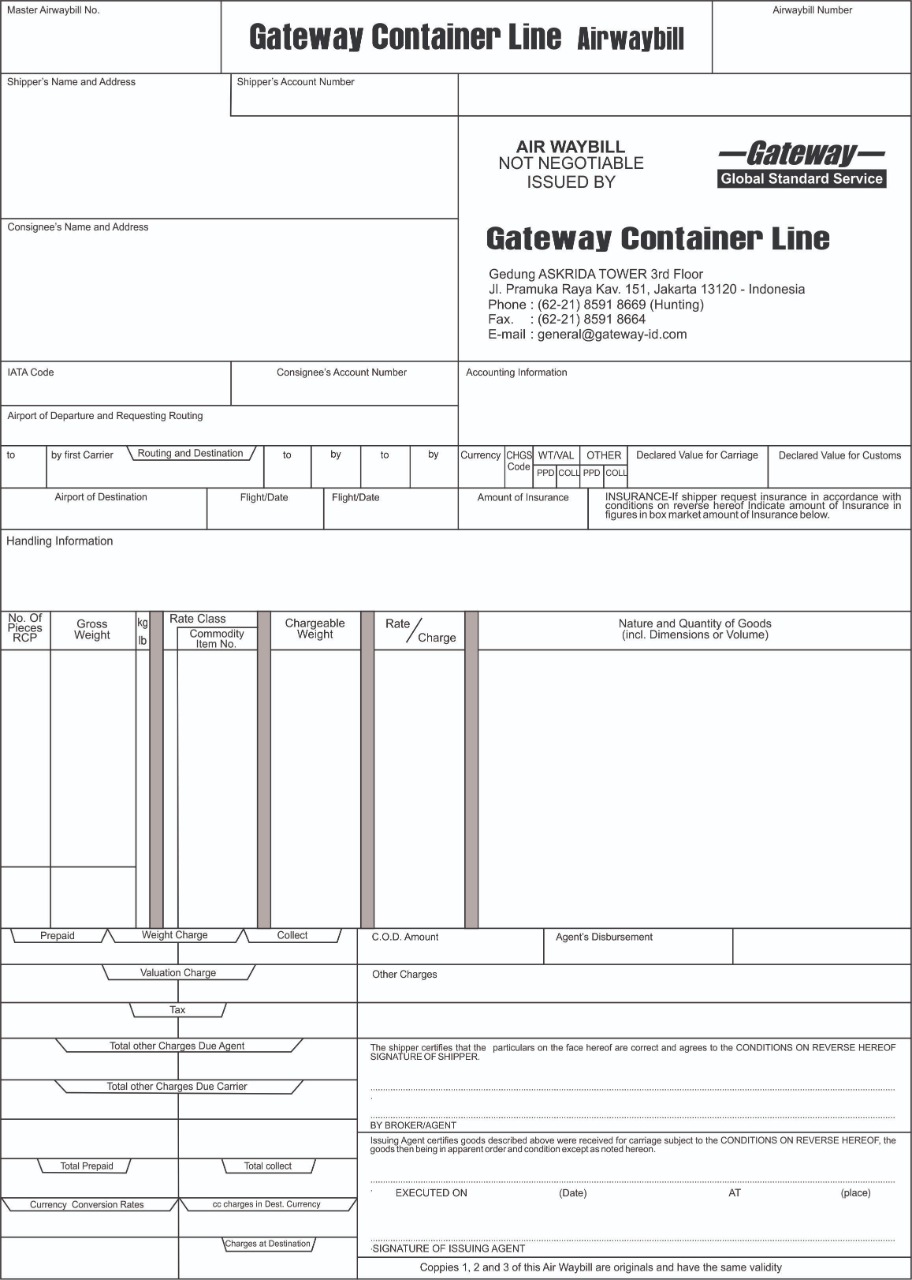 Master Airwaybill No.
Gateway Container Line Airwaybill
Airwaybill Number
Shipper's Name and Address
Shipper's Account Number
AIR WAYBILL
NOT NEGOTIABLE
ISSUED BY
Gateway
Global Standard Service
Consignee's Name and Address
Gateway Container Line
Gedung ASKRIDA TOWER 3rd Floor
Jl. Pramuka Raya Kav. 151, Jakarta 13120 - Indonesia
Phone : (62-21) 8591 8669 (Hunting)
Fax. : (62-21) 8591 8664
E-mail : general@gateway-id.com
IATA Code
Consignee's Account Number
Accounting Information
Airport of Departure and Requesting Routing
to
by first Carrier
Routing and Destination
to
by
to
by
Currency
CHGS
Code
WT/VAL
PPD
COLL
OTHER
PPD
COLL
Declared Value for Carriage
Declared Value for Customs
Airport of Destination
Flight/Date
Flight/Date
Amount of Insurance
INSURANCE-If shipper request insurance in accordance with
conditions on reverse hereof Indicate amount of Insurance in
figures in box market amount of Insurance below.
Handling Information
No. Of
Pieces
RCP
Gross
Weight
kg
lb
Rate Class
Commodity
Item No.
Chargeable
Weight
Rate
/
Charge
Nature and Quantity of Goods
(incl. Dimensions or Volume)
Prepaid
Weight Charge
Collect
C.O.D. Amount
Agent's Disbursement
Valuation Charge
Other Charges
Tax
Total other Charges Due Agent
The shipper certifies that the particulars on the face hereof are correct and agrees to the CONDITIONS ON REVERSE HEREOF
SIGNATURE OF SHIPPER.
Total other Charges Due Carrier
BY BROKER/AGENT
Issuing Agent certifies goods described above were received for carriage subject to the CONDITIONS ON REVERSE HEREOF, the
goods then being in apparent order and condition except as noted hereon.
Total Prepaid
Total collect
EXECUTED ON (Date) AT (place)
Currency Conversion Rates
cc charges in Dest. Currency
Charges at Destination
SIGNATURE OF ISSUING AGENT
Coppies 1, 2 and 3 of this Air Waybill are originals and have the same validity